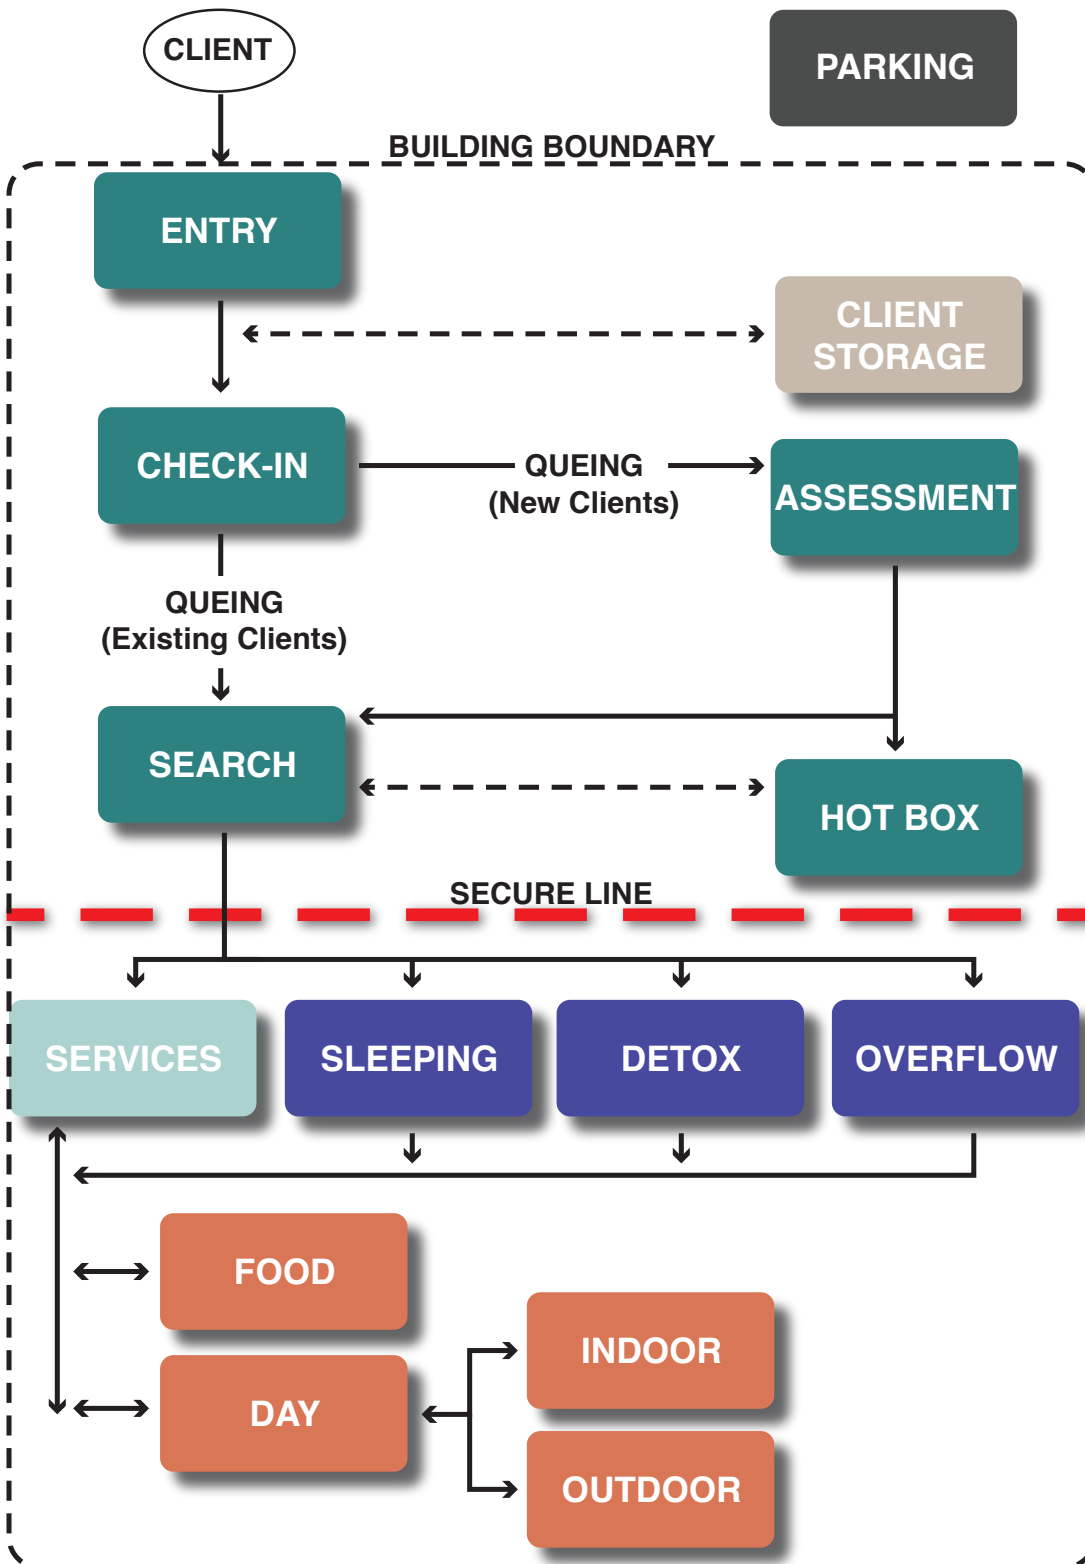 CLIENT
PARKING
BUILDING BOUNDARY
ENTRY
CLIENT
STORAGE
CHECK-IN
QUEING
(New Clients)
ASSESSMENT
QUEING
(Existing Clients)
SEARCH
HOT BOX
SECURE LINE
SERVICES
SLEEPING
DETOX
OVERFLOW
FOOD
INDOOR
DAY
OUTDOOR